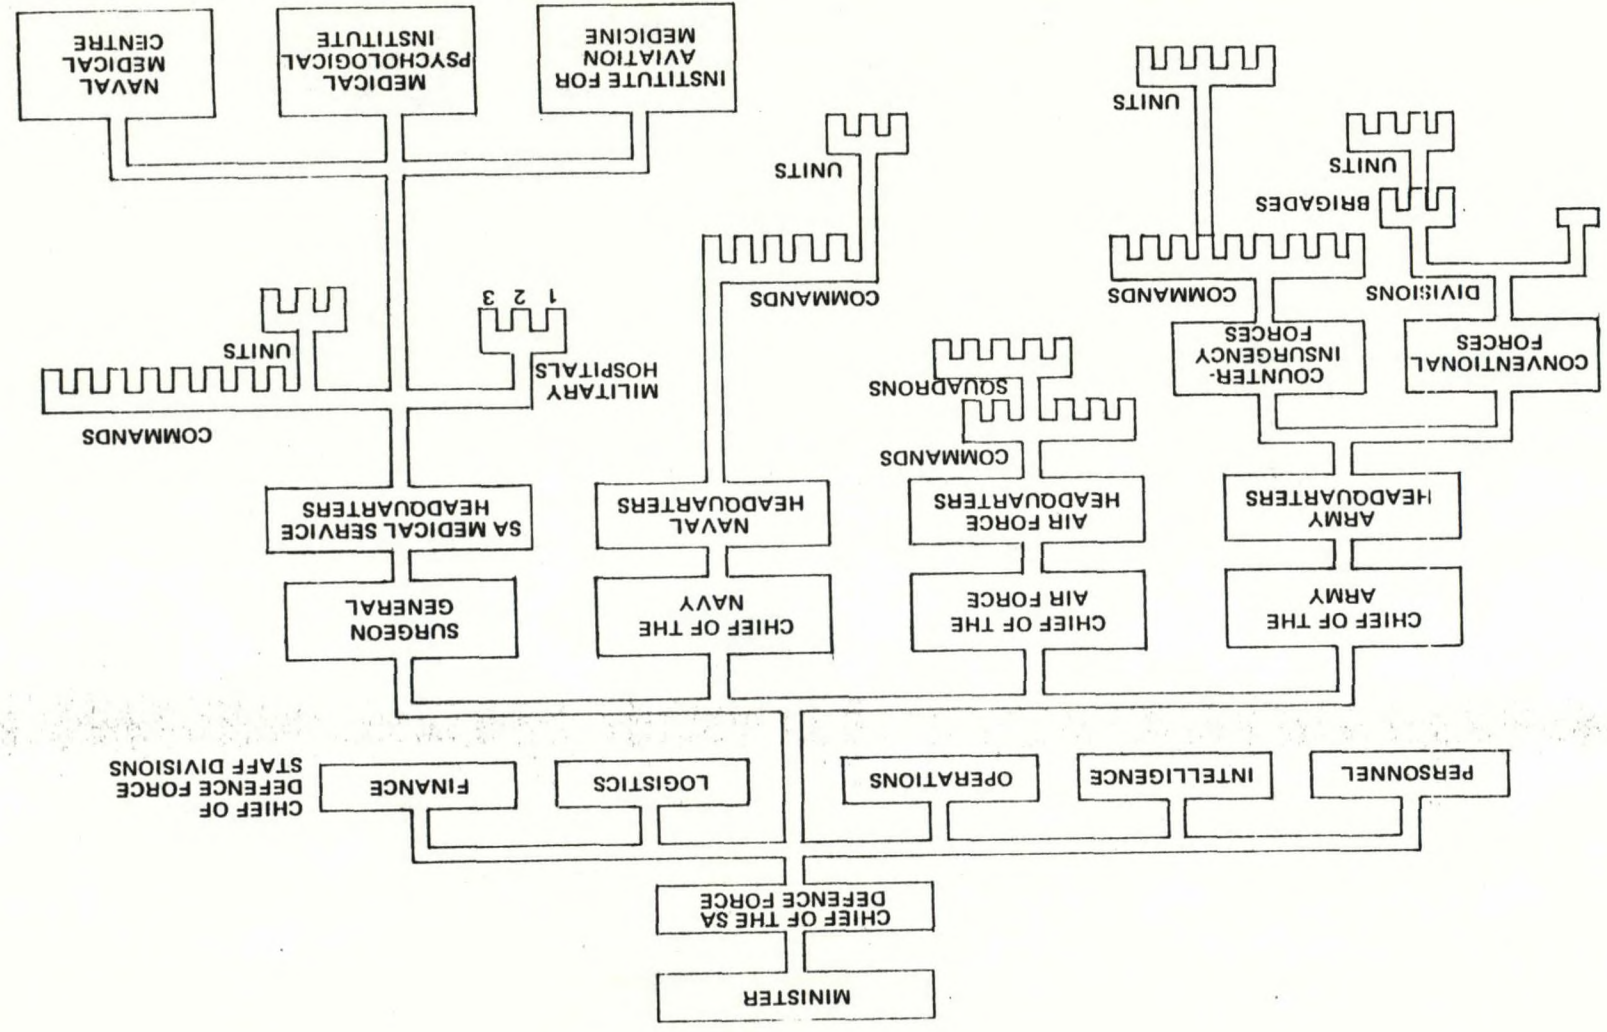 MINISTER
CHIEF OF THE SA
DEFENCE FORCE
PERSONNEL
INTELLIGENCE
OPERATIONS
LOGISTICS
FINANCE
CHIEF OF
DEFENCE FORCE
STAFF DIVISIONS
CHIEF OF THE
ARMY
CHIEF OF THE
AIR FORCE
CHIEF OF THE
NAVY
SURGEON
GENERAL
ARMY
HEADQUARTERS
AIR FORCE
HEADQUARTERS
NAVAL
HEADQUARTERS
SA MEDICAL SERVICE
HEADQUARTERS
CONVENTIONAL
FORCES
COUNTER-
INSURGENCY
FORCES
COMMANDS
SQUADRONS
COMMANDS
MILITARY
HOSPITALS
1 2 3
UNITS
DIVISIONS
COMMANDS
COMMANDS
BRIGADES
UNITS
UNITS
UNITS
INSTITUTE FOR
AVIATION
MEDICINE
MEDICAL
PSYCHOLOGICAL
INSTITUTE
NAVAL
MEDICAL
CENTRE